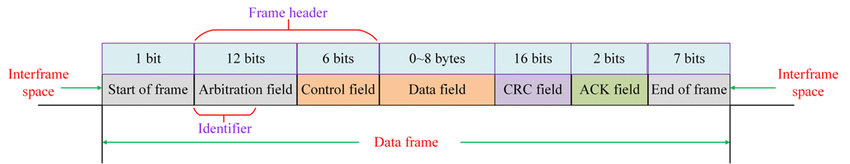 Frame header
1 bit 12 bits 6 bits 0~8 bytes 16 bits 2 bits 7 bits
Interframe
space
Start of frame Arbitration field Control field Data field CRC field ACK field End of frame
Interframe
space
Identifier
Data frame